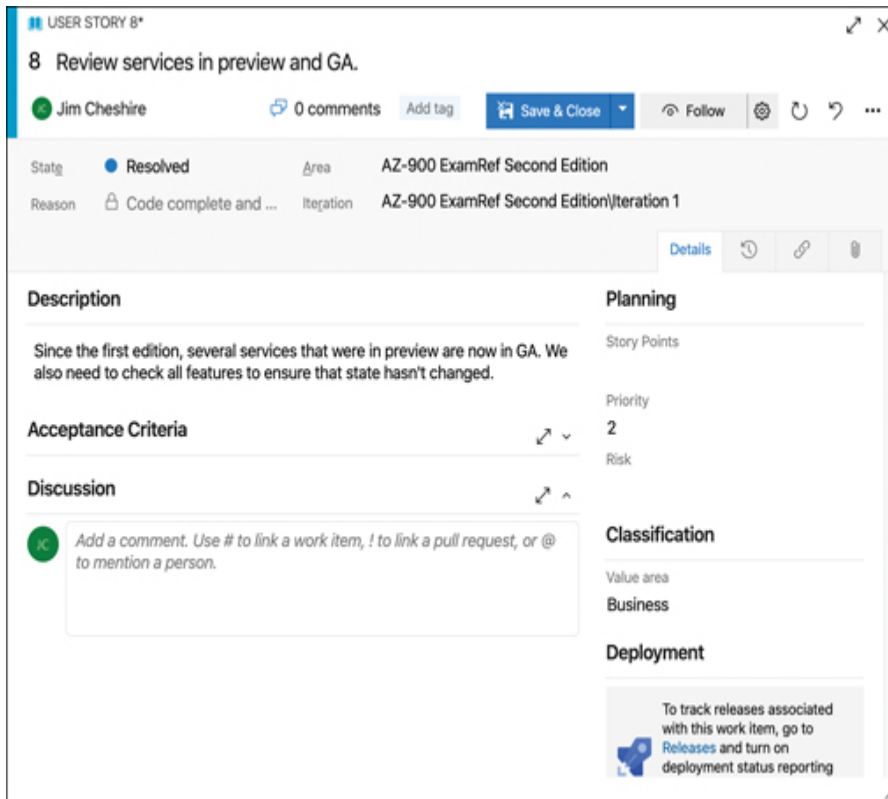 USER STORY 8*
8 Review services in preview and GA.
JC Jim Cheshire 0 comments Add tag Save & Close Follow
State Resolved Area AZ-900 ExamRef Second Edition
Reason Code complete and ... Iteration AZ-900 ExamRef Second Edition\Iteration 1
Details
Description
Since the first edition, several services that were in preview are now in GA. We
also need to check all features to ensure that state hasn't changed.
Acceptance Criteria
Discussion
JC
Add a comment. Use # to link a work item, ! to link a pull request, or @
to mention a person.
Planning
Story Points
Priority
2
Risk
Classification
Value area
Business
Deployment
To track releases associated
with this work item, go to
Releases and turn on
deployment status reporting